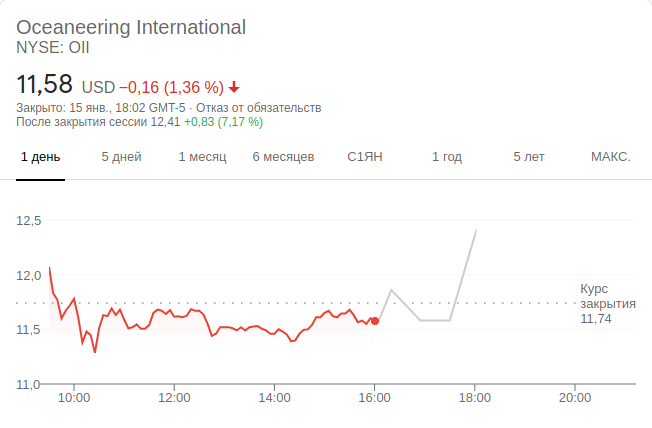 Oceaneering International
NYSE: OII
11,58 USD −0,16 (1,36 %)
Закрыто: 15 янв., 18:02 GMT-5 · Отказ от обязательств
После закрытия сессии 12,41 +0,83 (7,17 %)
1 день 5 дней 1 месяц 6 месяцев С1ЯН 1 год 5 лет МАКС.
12,5
12,0
Курс
закрытия
11,74
11,5
11,0
10:00 12:00 14:00 16:00 18:00 20:00